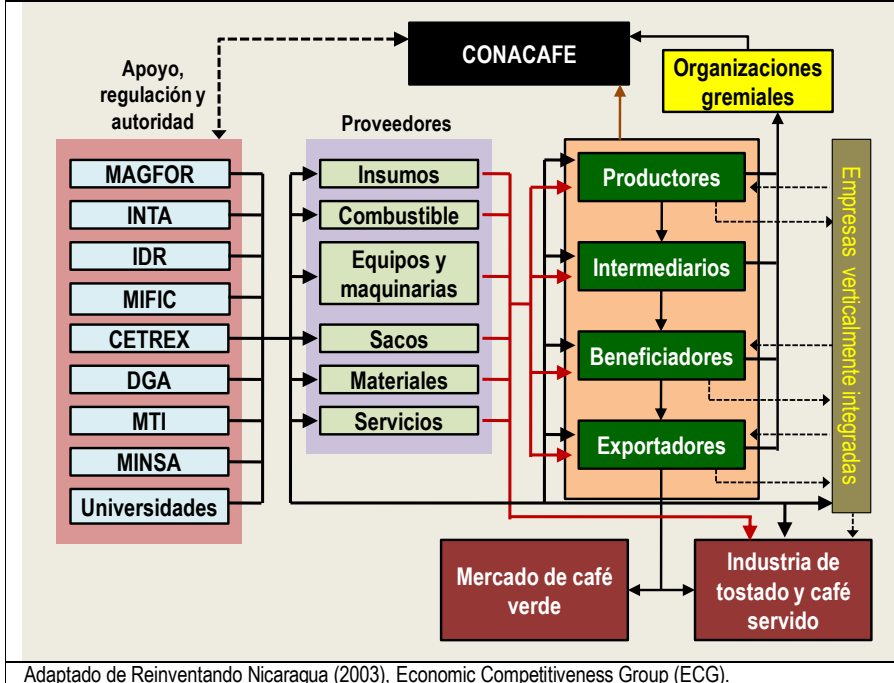 CONACAFE
Organizaciones
gremiales
Apoyo,
regulación y
autoridad
MAGFOR
INTA
IDR
MIFIC
CETREX
DGA
MTI
MINSA
Universidades
Proveedores
Insumos
Combustible
Equipos y
maquinarias
Sacos
Materiales
Servicios
Productores
Intermediarios
Beneficiadores
Exportadores
Empresas verticalmente integradas
Mercado de café
verde
Industria de
tostado y café
servido
Adaptado de Reinventando Nicaragua (2003), Economic Competitiveness Group (ECG).